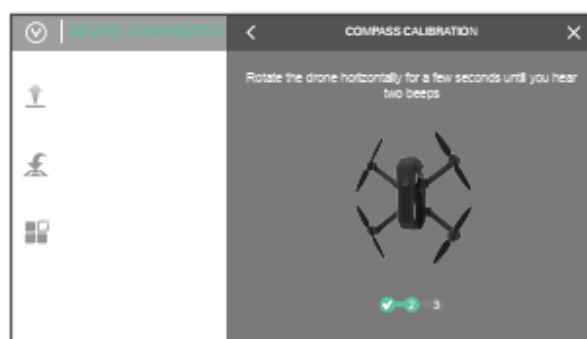 DEVICE CONNECTED
COMPASS CALIBRATION
Rotate the drone horizontally for a few seconds until you hear
two beeps
2 3